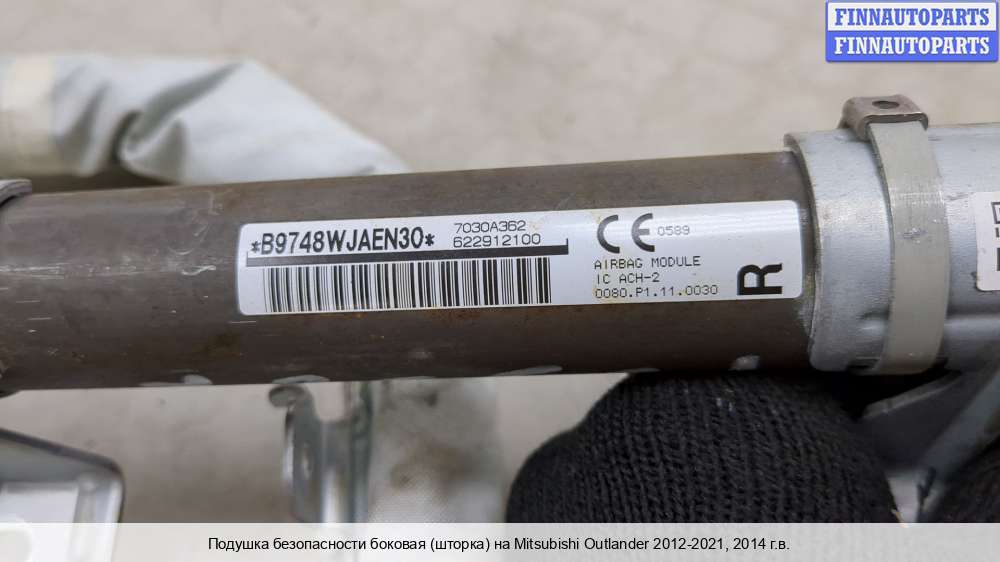 FINNAUTOPARTS
FINNAUTOPARTS
*B9748WJAEN30*
7030A362
622912100
CE 0589
AIRBAG MODULE
IC ACH-2
0080.P1.11.0030
R
Подушка безопасности боковая (шторка) на Mitsubishi Outlander 2012-2021, 2014 г.в.